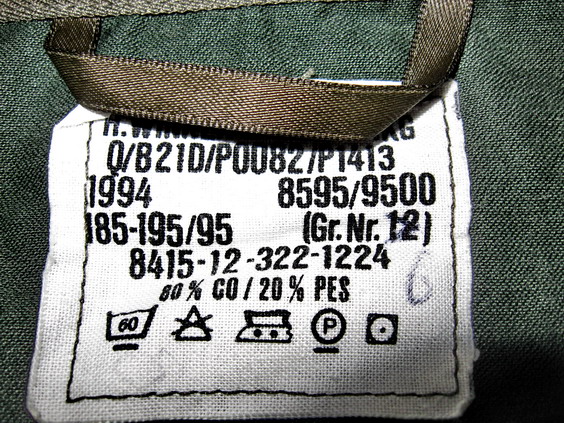 Q/B21D/P0082/P1413
1994 8595/9500
185-195/95 (Gr. Nr. 12)
8415-12-322-1224
6
80 % CO / 20 % PES
60 P